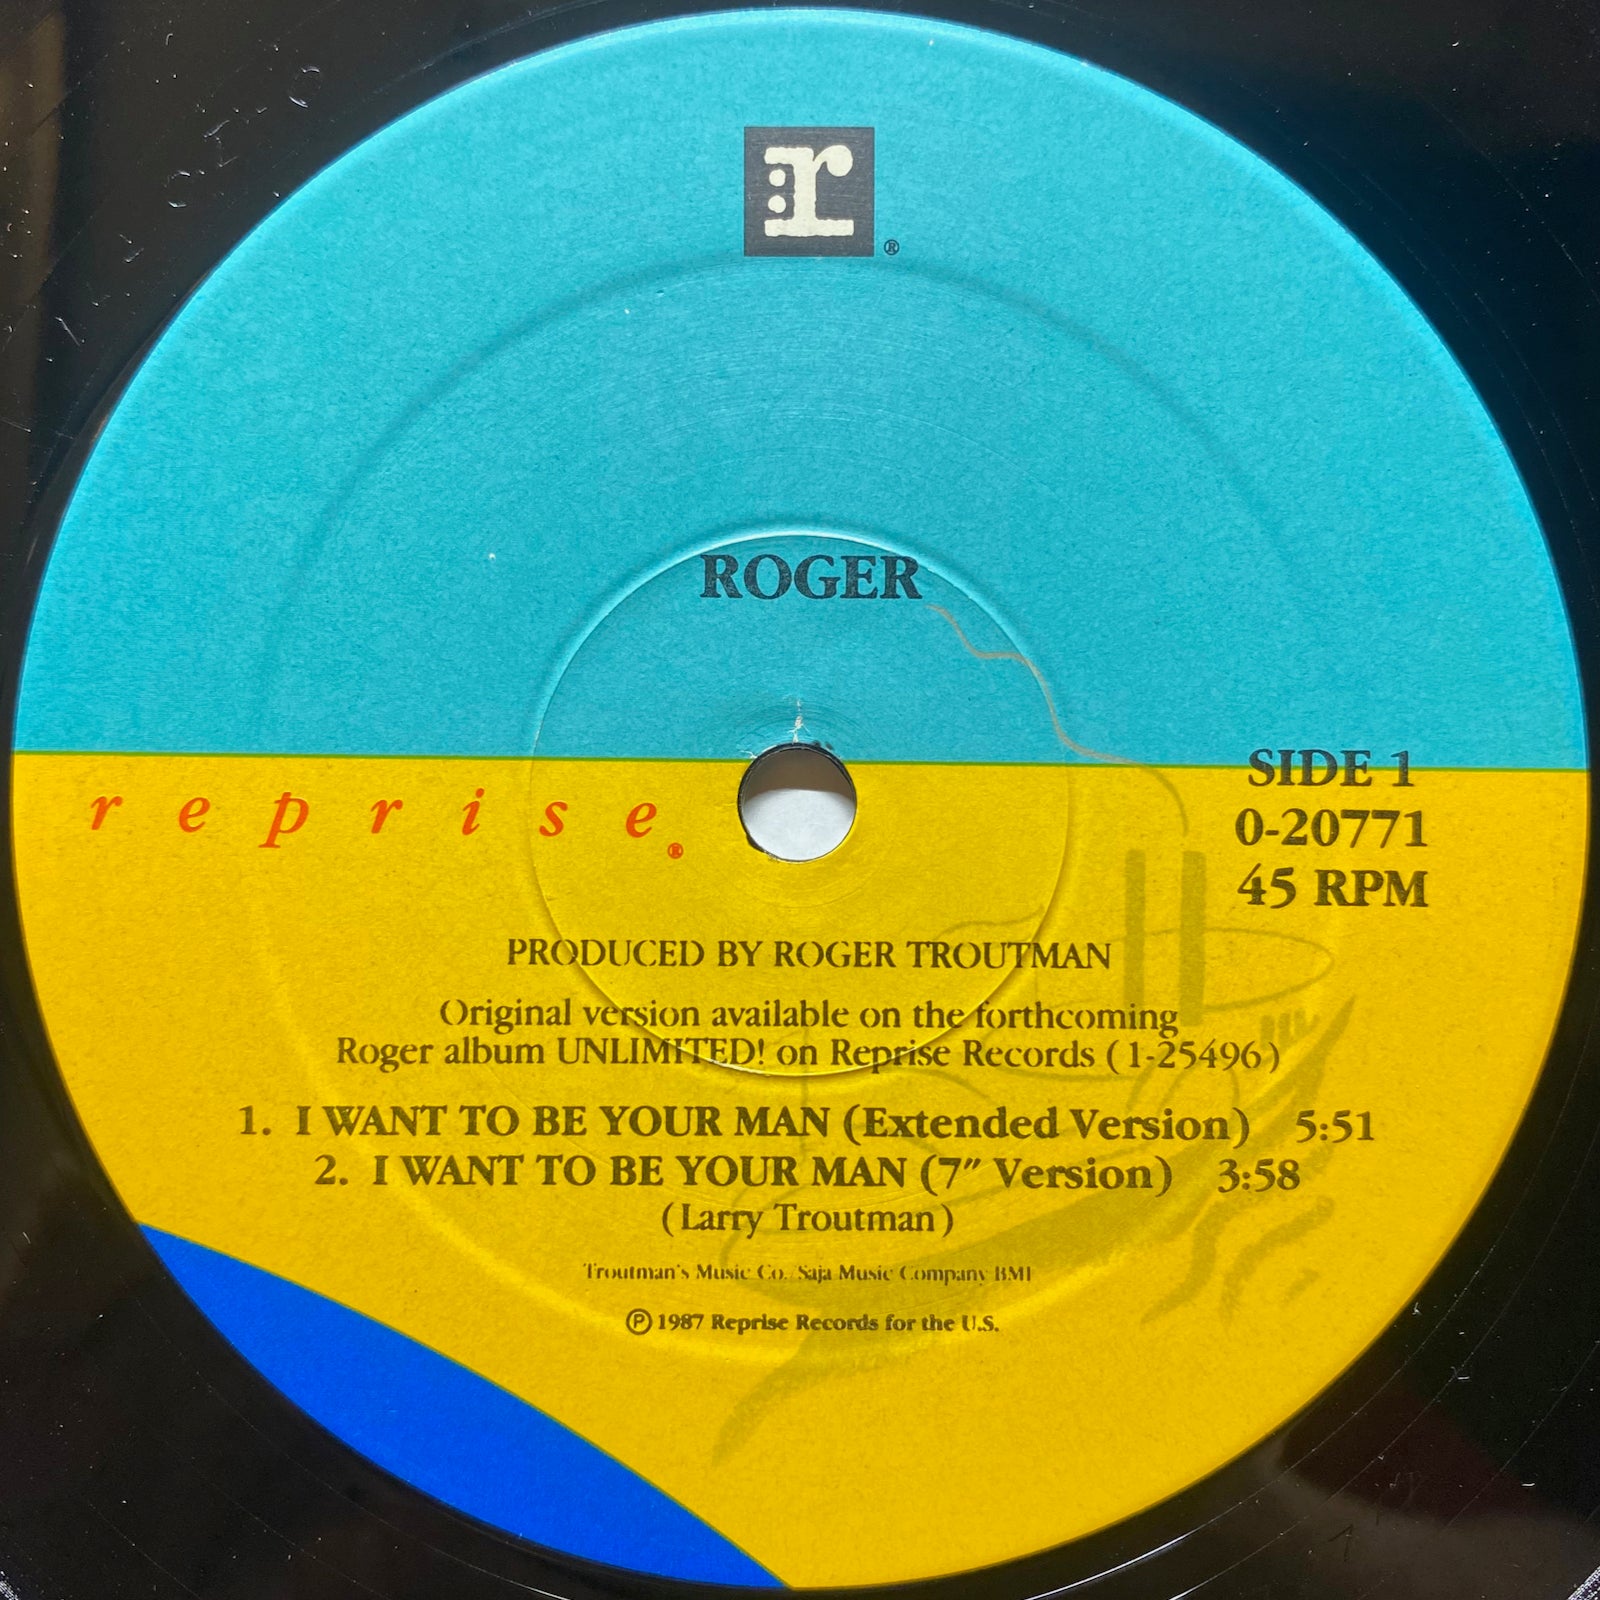 r ®
ROGER
reprise®
SIDE 1
0-20771
45 RPM
PRODUCED BY ROGER TROUTMAN
Original version available on the forthcoming
Roger album UNLIMITED! on Reprise Records (1-25496)
1. I WANT TO BE YOUR MAN (Extended Version) 5:51
2. I WANT TO BE YOUR MAN (7" Version) 3:58
(Larry Troutman)
Troutman's Music Co./Saja Music Company BMI
℗ 1987 Reprise Records for the U.S.